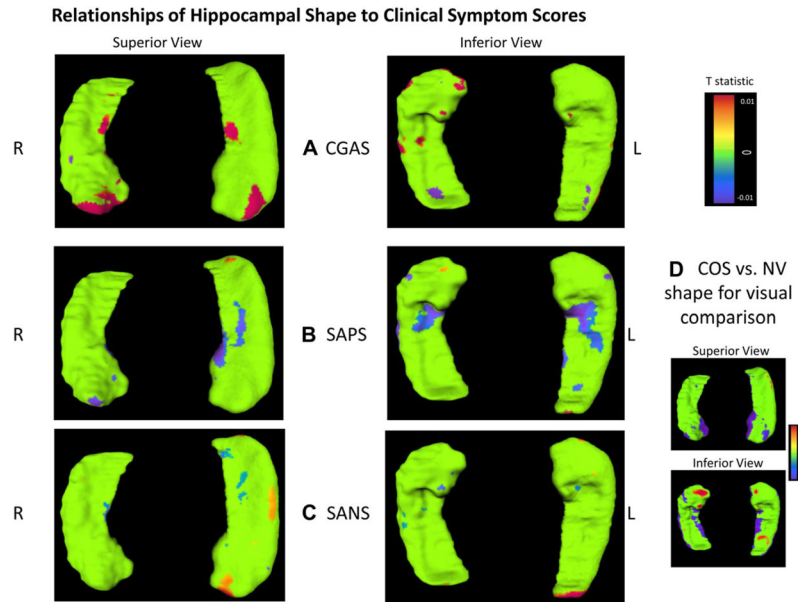 Relationships of Hippocampal Shape to Clinical Symptom Scores
Superior View
Inferior View
T statistic
0.01
0
-0.01
R
A CGAS
L
R
B SAPS
L
D COS vs. NV
shape for visual
comparison
Superior View
Inferior View
R
C SANS
L